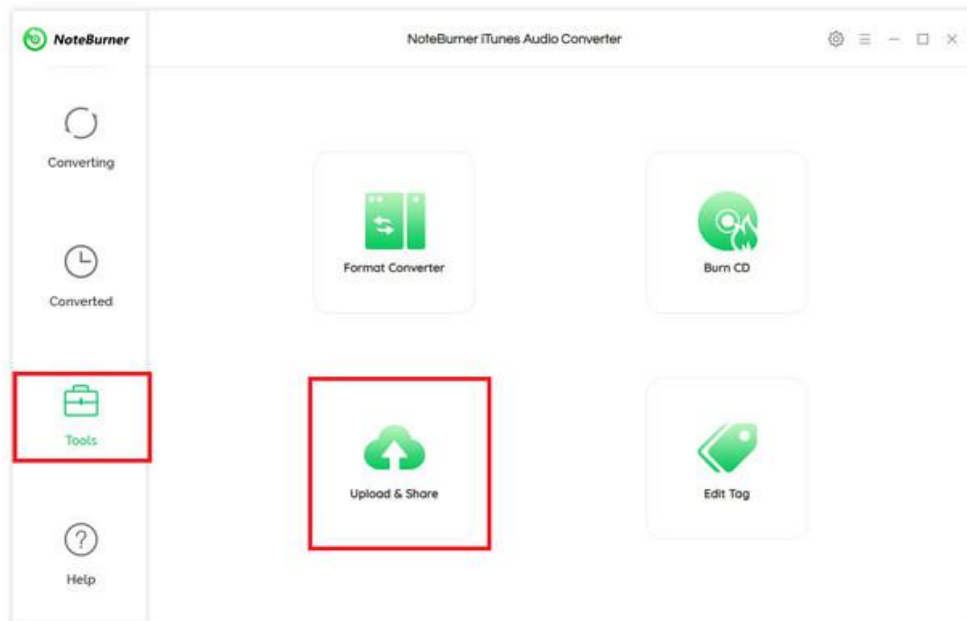 NoteBurner
NoteBurner iTunes Audio Converter
Converting
Converted
Tools
Help
Format Converter
Burn CD
Upload & Share
Edit Tag